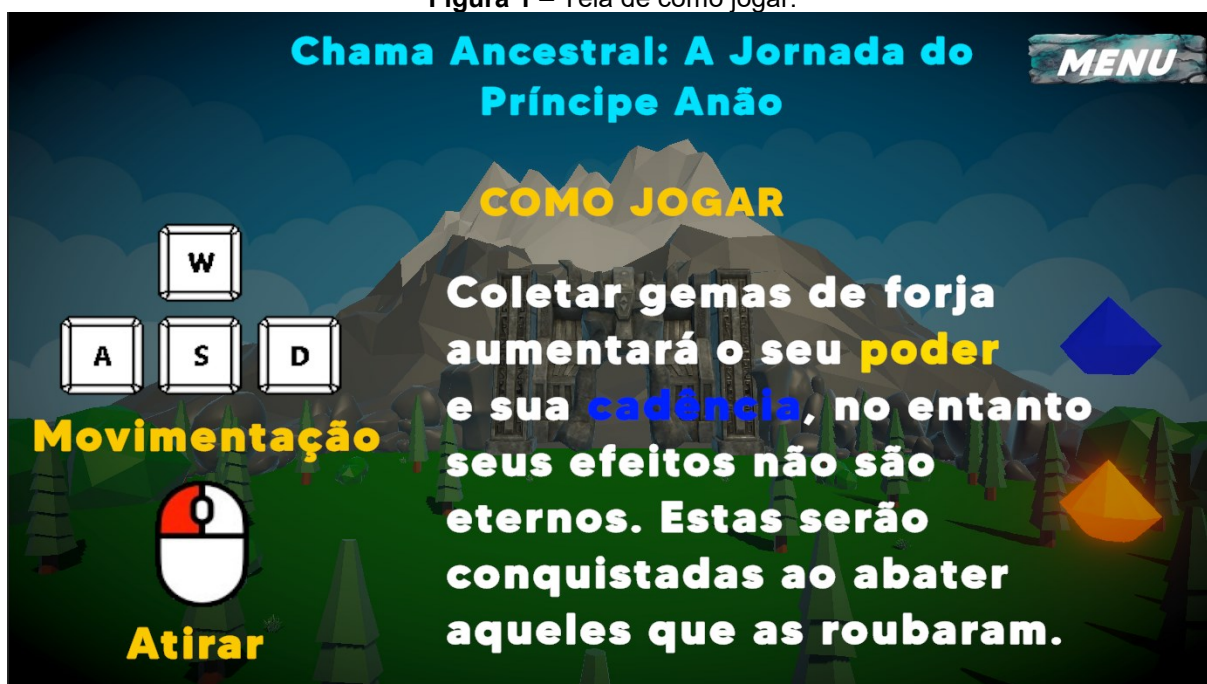 Figura 1 – Tela de como jogar.
Chama Ancestral: A Jornada do
Príncipe Anão
MENU
COMO JOGAR
W
A S D
Movimentação
Atirar
Coletar gemas de forja
aumentará o seu poder
e sua cadência, no entanto
seus efeitos não são
eternos. Estas serão
conquistadas ao abater
aqueles que as roubaram.